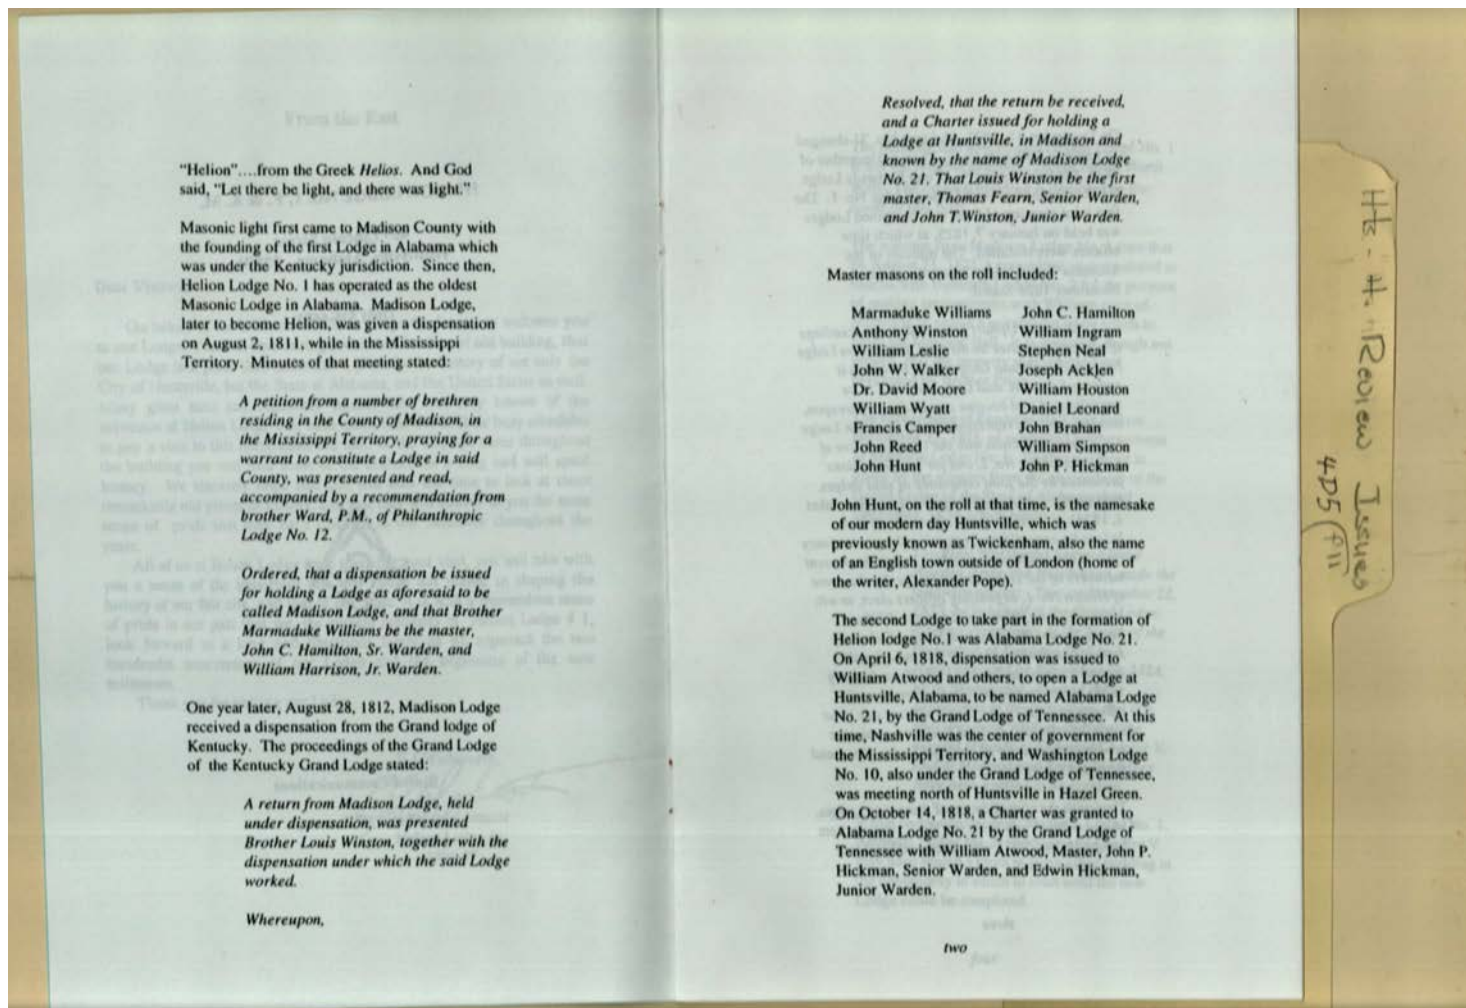 "Helion"....from the Greek Helios. And God
said, "Let there be light, and there was light."
Masonic light first came to Madison County with
the founding of the first Lodge in Alabama which
was under the Kentucky jurisdiction. Since then,
Helion Lodge No. 1 has operated as the oldest
Masonic Lodge in Alabama. Madison Lodge,
later to become Helion, was given a dispensation
on August 2, 1811, while in the Mississippi
Territory. Minutes of that meeting stated:
A petition from a number of brethren
residing in the County of Madison, in
the Mississippi Territory, praying for a
warrant to constitute a Lodge in said
County, was presented and read,
accompanied by a recommendation from
brother Ward, P.M., of Philanthropic
Lodge No. 12.
Ordered, that a dispensation be issued
for holding a Lodge as aforesaid to be
called Madison Lodge, and that Brother
Marmaduke Williams be the master,
John C. Hamilton, Sr. Warden, and
William Harrison, Jr. Warden.
One year later, August 28, 1812, Madison Lodge
received a dispensation from the Grand lodge of
Kentucky. The proceedings of the Grand Lodge
of the Kentucky Grand Lodge stated:
A return from Madison Lodge, held
under dispensation, was presented
Brother Louis Winston, together with the
dispensation under which the said Lodge
worked.
Whereupon,
Resolved, that the return be received,
and a Charter issued for holding a
Lodge at Huntsville, in Madison and
known by the name of Madison Lodge
No. 21. That Louis Winston be the first
master, Thomas Fearn, Senior Warden,
and John T. Winston, Junior Warden.
Master masons on the roll included:
Marmaduke Williams John C. Hamilton
Anthony Winston William Ingram
William Leslie Stephen Neal
John W. Walker Joseph Acklen
Dr. David Moore William Houston
William Wyatt Daniel Leonard
Francis Camper John Brahan
John Reed William Simpson
John Hunt John P. Hickman
John Hunt, on the roll at that time, is the namesake
of our modern day Huntsville, which was
previously known as Twickenham, also the name
of an English town outside of London (home of
the writer, Alexander Pope).
The second Lodge to take part in the formation of
Helion lodge No.1 was Alabama Lodge No. 21.
On April 6, 1818, dispensation was issued to
William Atwood and others, to open a Lodge at
Huntsville, Alabama, to be named Alabama Lodge
No. 21, by the Grand Lodge of Tennessee. At this
time, Nashville was the center of government for
the Mississippi Territory, and Washington Lodge
No. 10, also under the Grand Lodge of Tennessee,
was meeting north of Huntsville in Hazel Green.
On October 14, 1818, a Charter was granted to
Alabama Lodge No. 21 by the Grand Lodge of
Tennessee with William Atwood, Master, John P.
Hickman, Senior Warden, and Edwin Hickman,
Junior Warden.
two
Review Issues